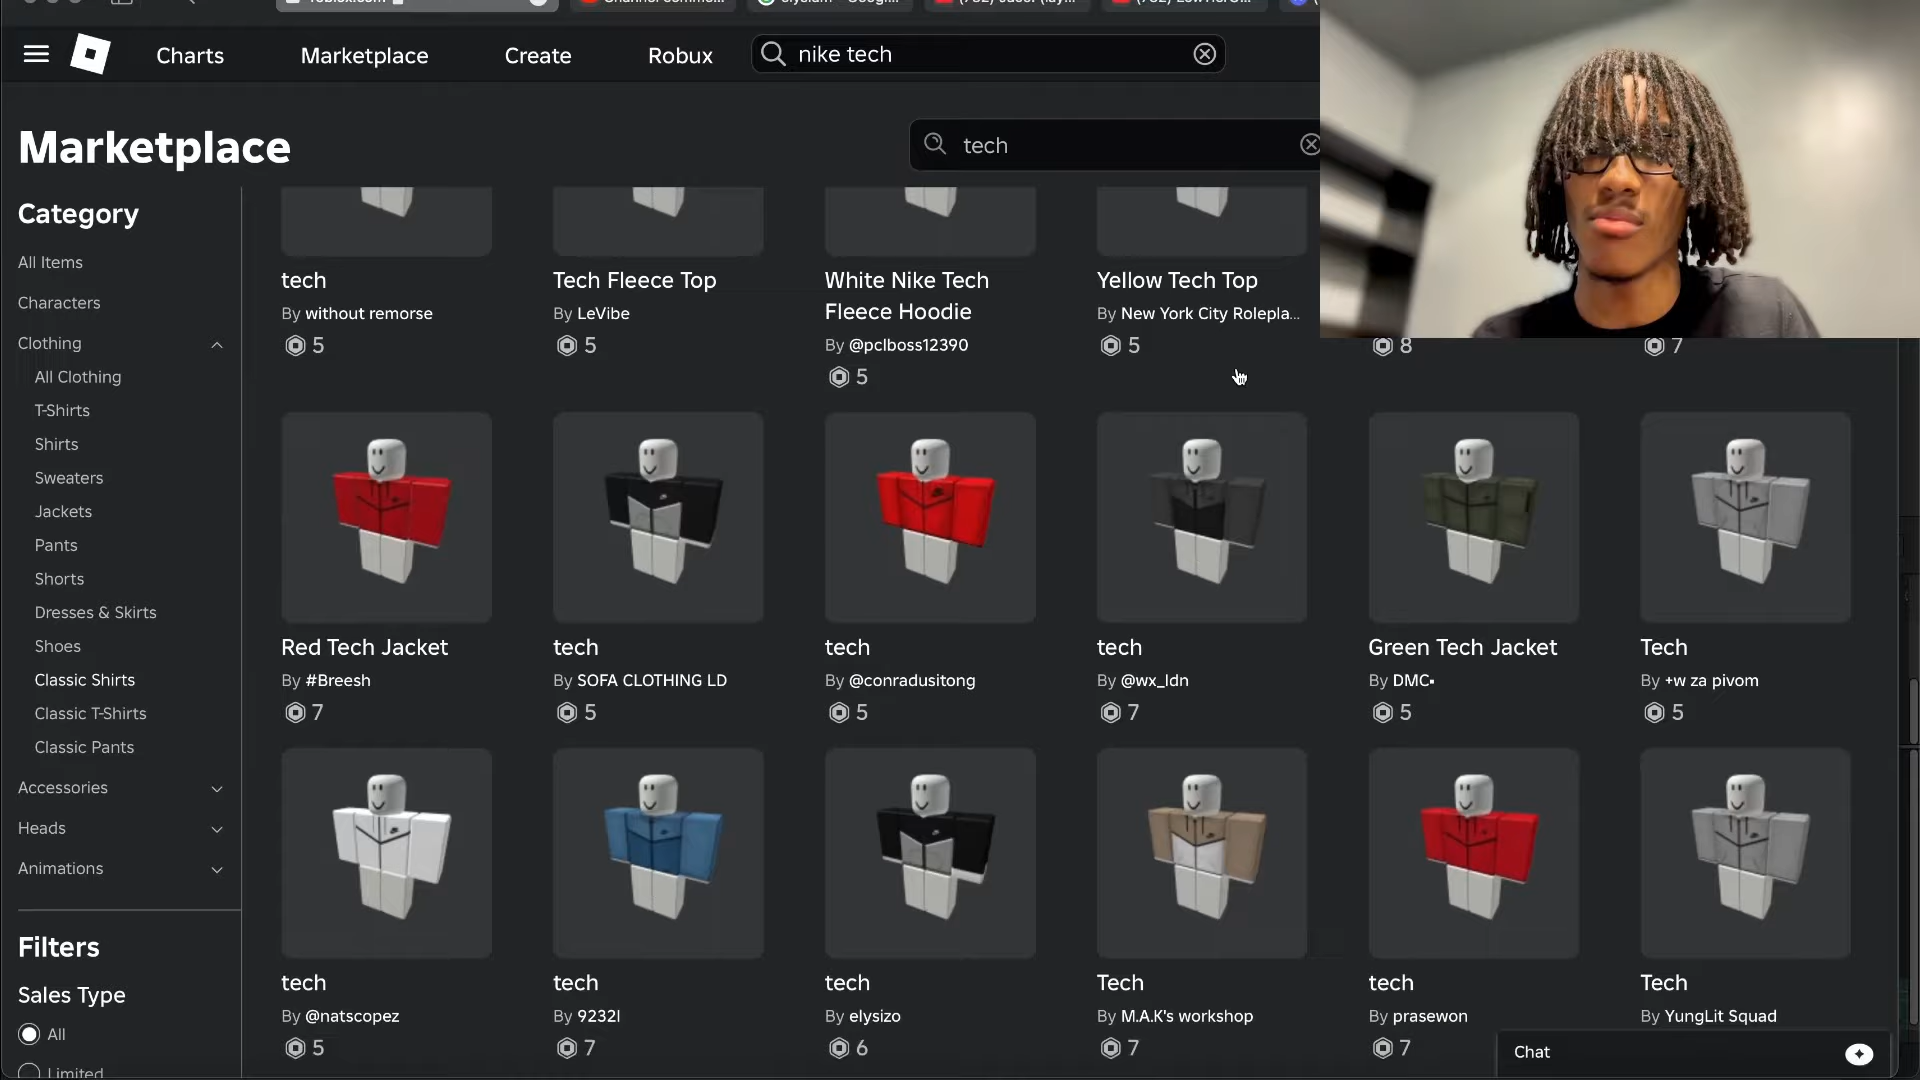 Charts
Marketplace
Create
Robux
nike tech
Marketplace
tech
Category
All Items
Characters
Clothing
All Clothing
T-Shirts
Shirts
Sweaters
Jackets
Pants
Shorts
Dresses & Skirts
Shoes
Classic Shirts
Classic T-Shirts
Classic Pants
Accessories
Heads
Animations
Filters
Sales Type
All
Limited
tech
By without remorse
5
Tech Fleece Top
By LeVibe
5
White Nike Tech
Fleece Hoodie
By @pclboss12390
5
Yellow Tech Top
By New York City Rolepla...
5
8
7
Red Tech Jacket
By #Breesh
7
tech
By SOFA CLOTHING LD
5
tech
By @conradusitong
5
tech
By @wx_ldn
7
Green Tech Jacket
By DMC▪
5
Tech
By +w za pivom
5
tech
By @natscopez
5
tech
By 9232l
7
tech
By elysizo
6
Tech
By M.A.K's workshop
7
tech
By prasewon
7
Tech
By YungLit Squad
Chat